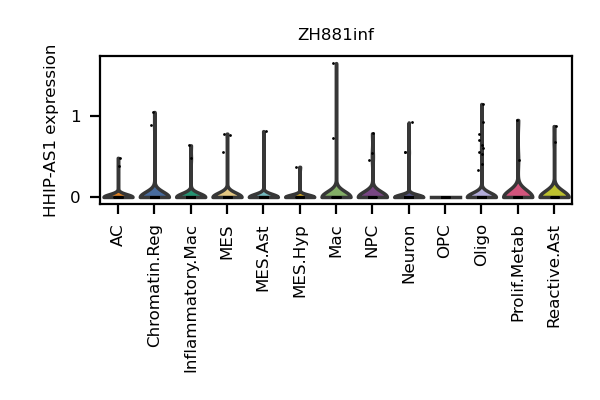 ZH881inf
HHIP-AS1 expression
1
0
AC
Chromatin.Reg
Inflammatory.Mac
MES
MES.Ast
MES.Hyp
Mac
NPC
Neuron
OPC
Oligo
Prolif.Metab
Reactive.Ast